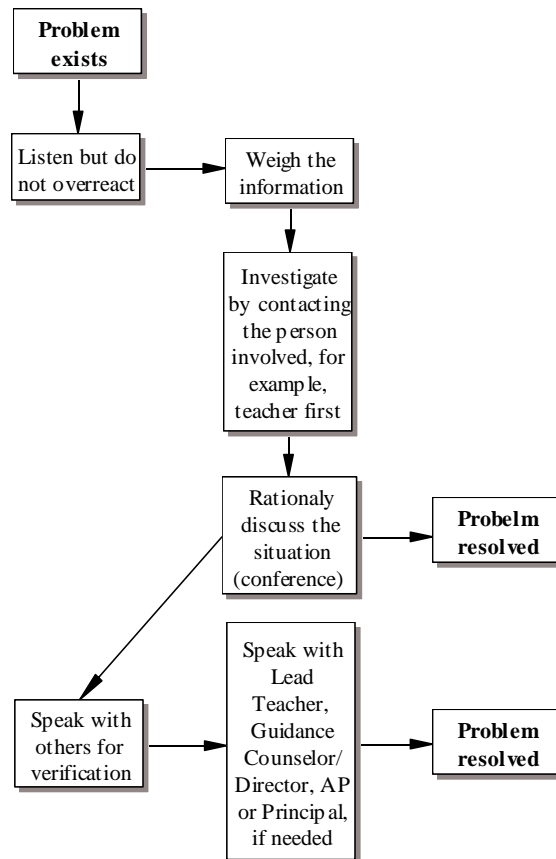 Problem
exists
Listen but do
not overreact
Weigh the
information
Investigate
by contacting
the person
involved, for
example,
teacher first
Rationaly
discuss the
situation
(conference)
Probelm
resolved
Speak with
others for
verification
Speak with
Lead
Teacher,
Guidance
Counselor/
Director, AP
or Principal,
if needed
Problem
resolved